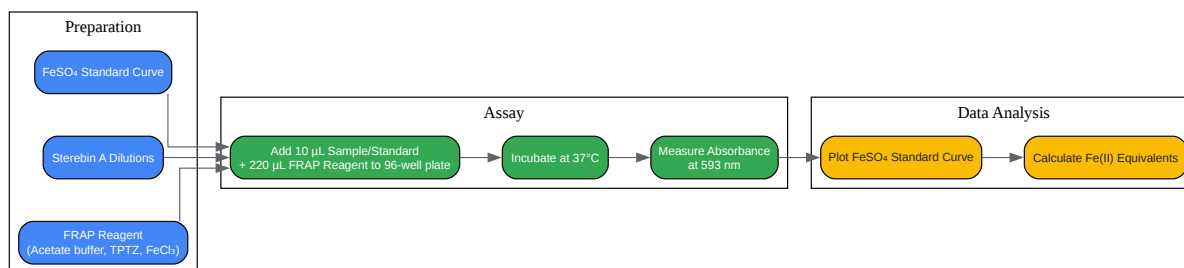 Preparation
FeSO₄ Standard Curve
Sterebin A Dilutions
FRAP Reagent
(Acetate buffer, TPTZ, FeCl₃)
Assay
Add 10 µL Sample/Standard
+ 220 µL FRAP Reagent to 96-well plate
Incubate at 37°C
Measure Absorbance
at 593 nm
Data Analysis
Plot FeSO₄ Standard Curve
Calculate Fe(II) Equivalents